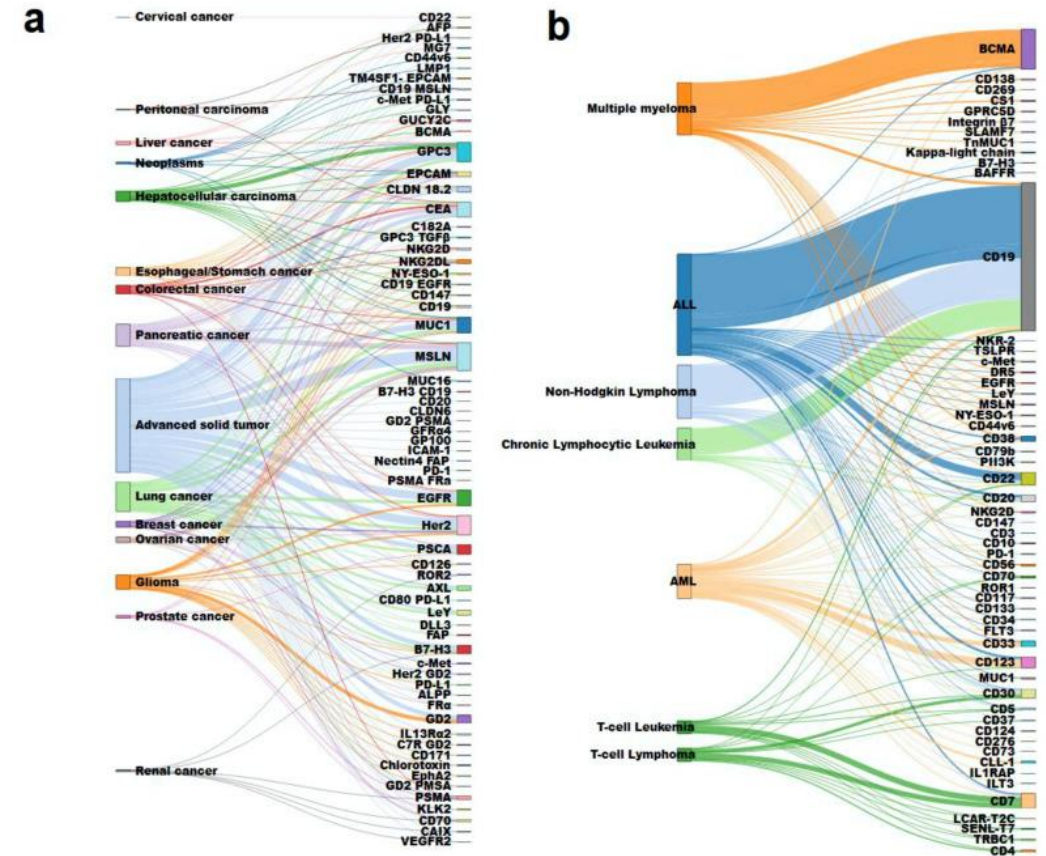 a
Cervical cancer
Peritoneal carcinoma
Liver cancer
Neoplasms
Hepatocellular carcinoma
Esophageal/Stomach cancer
Colorectal cancer
Pancreatic cancer
Advanced solid tumor
Lung cancer
Breast cancer
Ovarian cancer
Glioma
Prostate cancer
Renal cancer
CD22
AFP
Her2 PD-L1
MG7
CD44v6
LMP1
TM4SF1- EPCAM
CD19 MSLN
c-Met PD-L1
GLY
GUCY2C
BCMA
GPC3
EPCAM
CLDN 18.2
CEA
C182A
GPC3 TGFβ
NKG2D
NKG2DL
NY-ESO-1
CD19 EGFR
CD147
CD19
MUC1
MSLN
MUC16
B7-H3 CD19
CD20
CLDN6
GD2 PSMA
GFRα4
GP100
ICAM-1
Nectin4 FAP
PD-1
PSMA FRa
EGFR
Her2
PSCA
CD126
ROR2
AXL
CD80 PD-L1
LeY
DLL3
FAP
B7-H3
c-Met
Her2 GD2
PD-L1
ALPP
FRα
GD2
IL13Rα2
C7R GD2
CD171
Chlorotoxin
EphA2
GD2 PMSA
PSMA
KLK2
CD70
CAIX
VEGFR2
b
Multiple myeloma
ALL
Non-Hodgkin Lymphoma
Chronic Lymphocytic Leukemia
AML
T-cell Leukemia
T-cell Lymphoma
BCMA
CD138
CD269
CS1
GPRC5D
Integrin β7
SLAMF7
TnMUC1
Kappa-light chain
B7-H3
BAFFR
CD19
NKR-2
TSLPR
c-Met
DR5
EGFR
LeY
MSLN
NY-ESO-1
CD44v6
CD38
CD79b
PII3K
CD22
CD20
NKG2D
CD147
CD3
CD10
PD-1
CD56
CD70
ROR1
CD117
CD133
CD34
FLT3
CD33
CD123
MUC1
CD30
CD5
CD37
CD124
CD276
CD73
CLL-1
IL1RAP
ILT3
CD7
LCAR-T2C
SENL-T7
TRBC1
CD4